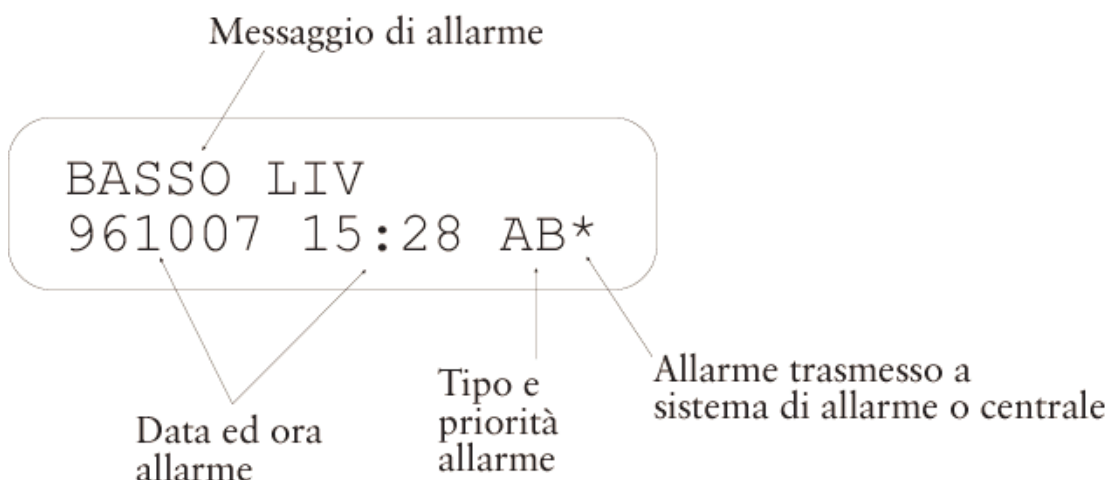 Messaggio di allarme
BASSO LIV
961007 15:28 AB*
Data ed ora
allarme
Tipo e
priorità
allarme
Allarme trasmesso a
sistema di allarme o centrale